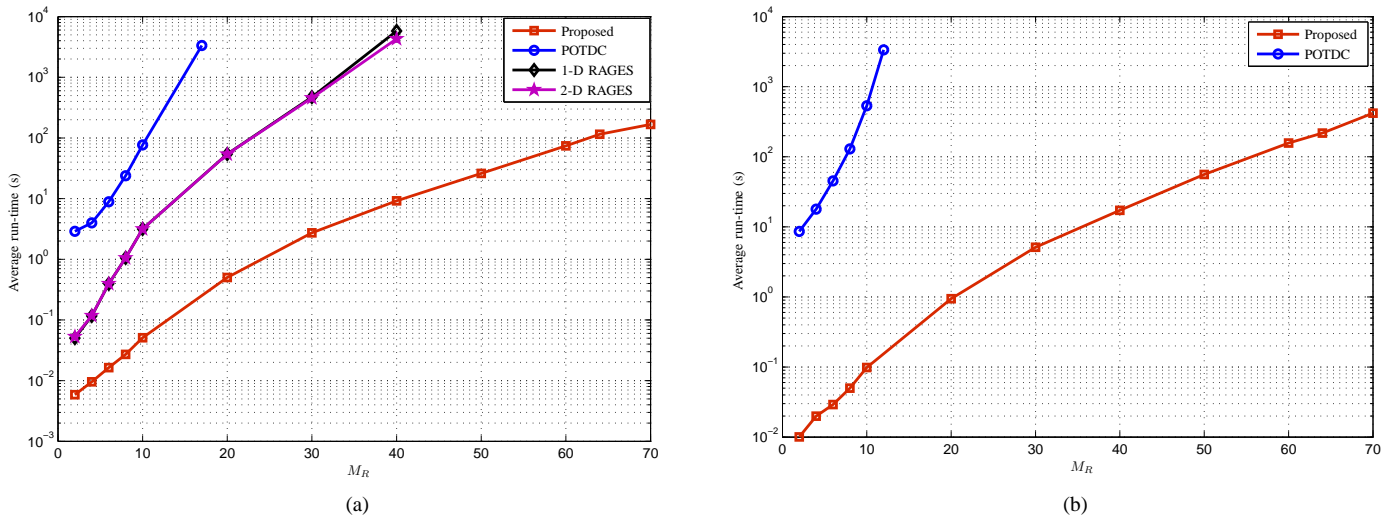 10^4
10^3
10^2
10^1
10^0
10^-1
10^-2
10^-3
Average run-time (s)
0 10 20 30 40 50 60 70
M_R
Proposed
POTDC
1-D RAGES
2-D RAGES
(a)
10^4
10^3
10^2
10^1
10^0
10^-1
10^-2
Average run-time (s)
0 10 20 30 40 50 60 70
M_R
Proposed
POTDC
(b)